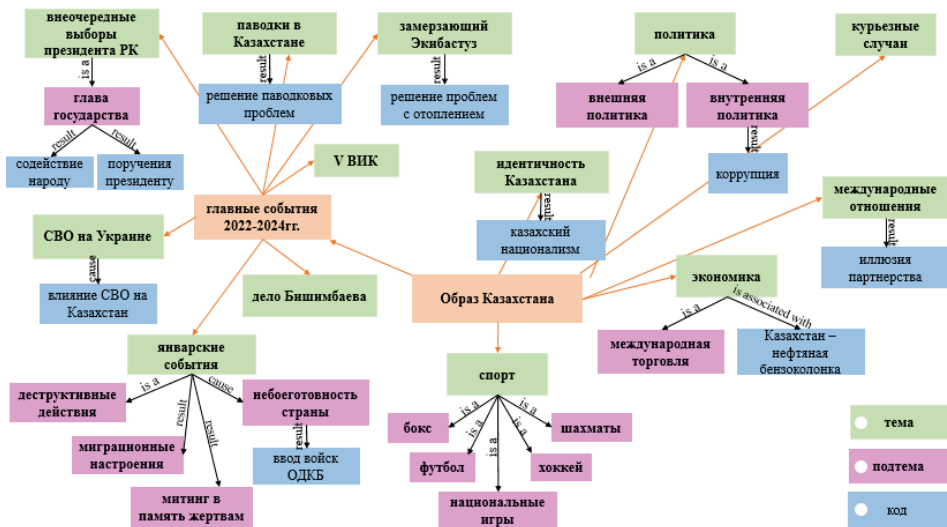 внеочередные
выборы
президента РК
is a
глава
государства
result
result
содействие
народу
поручения
президенту
паводки в
Казахстане
result
решение паводковых
проблем
замерзающий
Экибастуз
result
решение проблем
с отоплением
политика
is a
is a
внешняя
политика
внутренняя
политика
result
коррупция
курьезные
случаи
V ВИК
идентичность
Казахстана
result
казахский
национализм
международные
отношения
result
иллюзия
партнерства
главные события
2022-2024гг.
СВО на Украине
cause
влияние СВО на
Казахстан
дело Бишимбаева
Образ Казахстана
экономика
is a
is associated with
международная
торговля
Казахстан –
нефтяная
бензоколонка
январские
события
is a
result
result
cause
деструктивные
действия
миграционные
настроения
митинг в
память жертвам
небоеготовность
страны
result
ввод войск
ОДКБ
спорт
is a
is a
is a
is a
is a
бокс
футбол
национальные
игры
хоккей
шахматы
тема
подтема
код